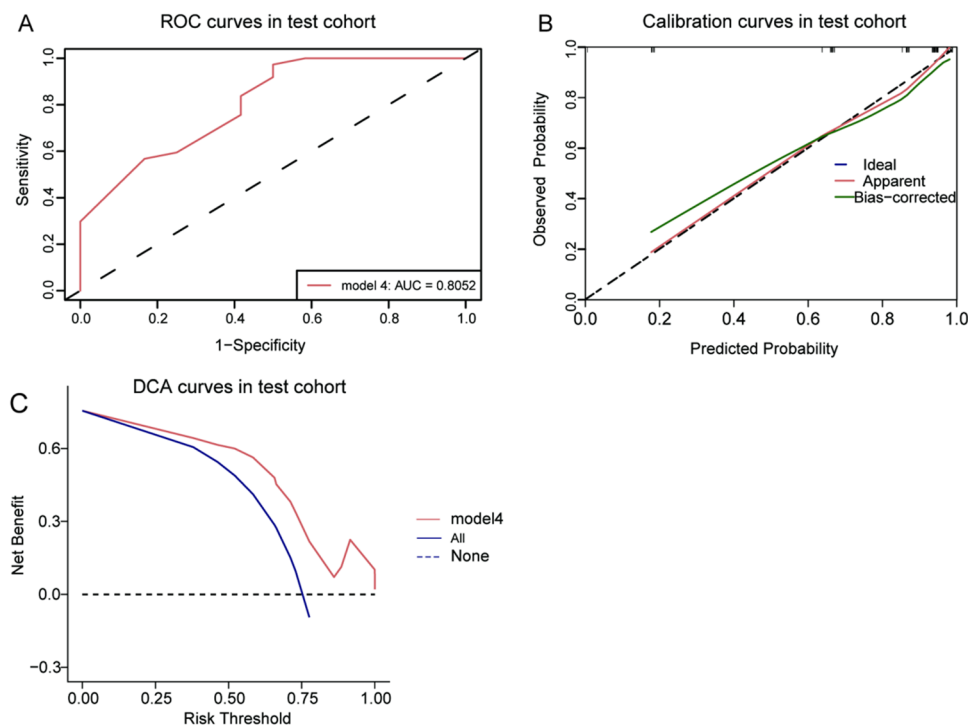 A
ROC curves in test cohort
Sensitivity
0.0 0.2 0.4 0.6 0.8 1.0
0.0 0.2 0.4 0.6 0.8 1.0
1−Specificity
model 4: AUC = 0.8052
B
Calibration curves in test cohort
Observed Probability
0.0 0.2 0.4 0.6 0.8 1.0
0.0 0.2 0.4 0.6 0.8 1.0
Predicted Probability
Ideal
Apparent
Bias−corrected
C
DCA curves in test cohort
Net Benefit
0.6
0.3
0.0
−0.3
0.00 0.25 0.50 0.75 1.00
Risk Threshold
model4
All
None